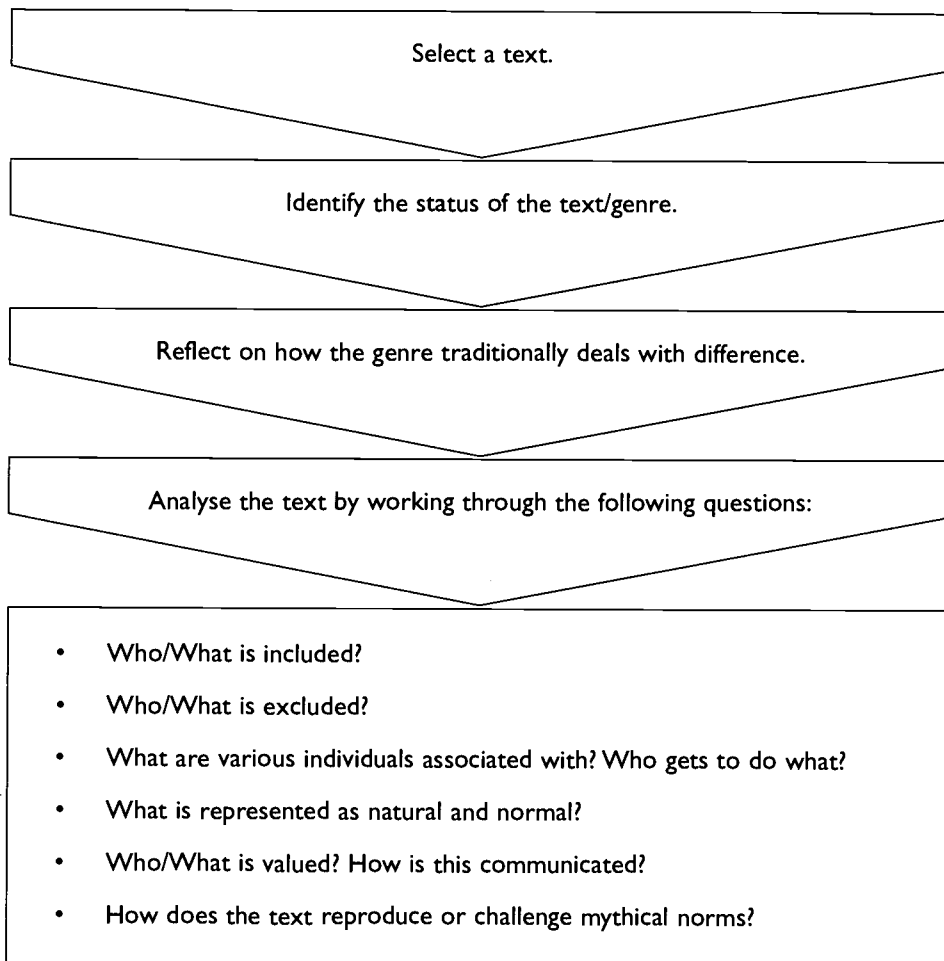 Select a text.
Identify the status of the text/genre.
Reflect on how the genre traditionally deals with difference.
Analyse the text by working through the following questions:
• Who/What is included?
• Who/What is excluded?
• What are various individuals associated with? Who gets to do what?
• What is represented as natural and normal?
• Who/What is valued? How is this communicated?
• How does the text reproduce or challenge mythical norms?